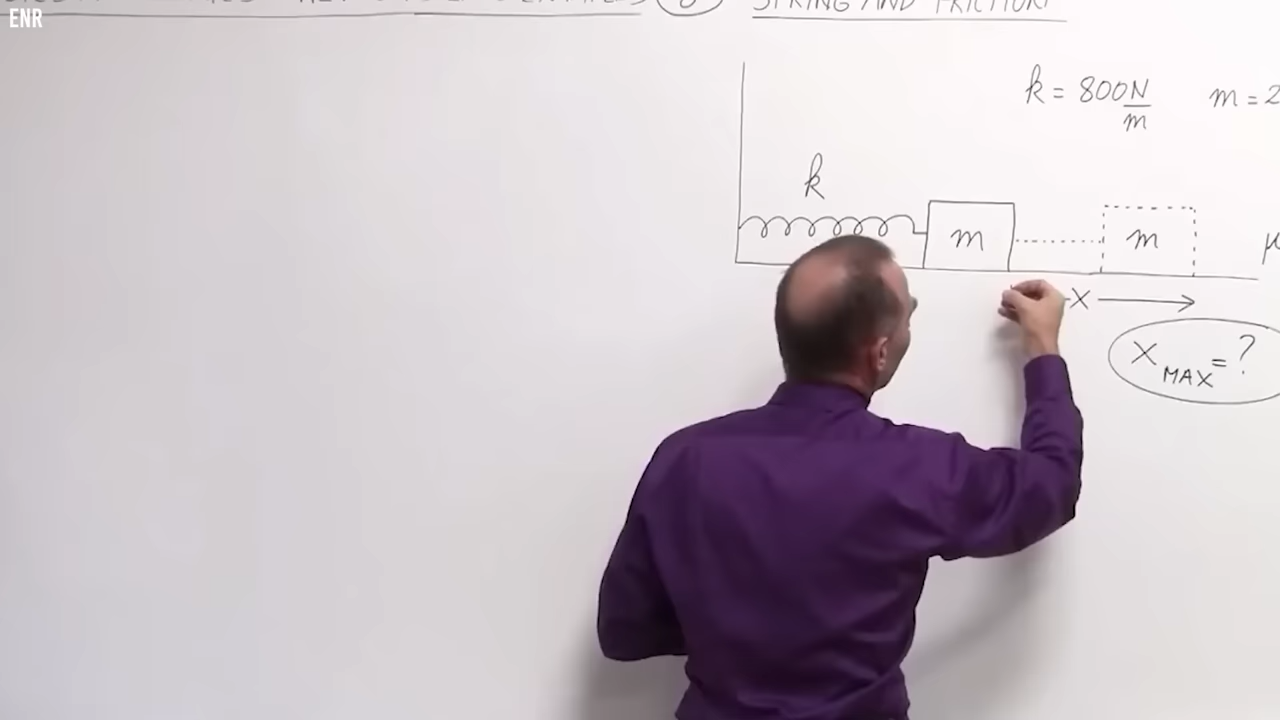 ENR
SPRING AND FRICTION
k = 800 N/m m = 2
k
m m μ
X
X MAX = ?